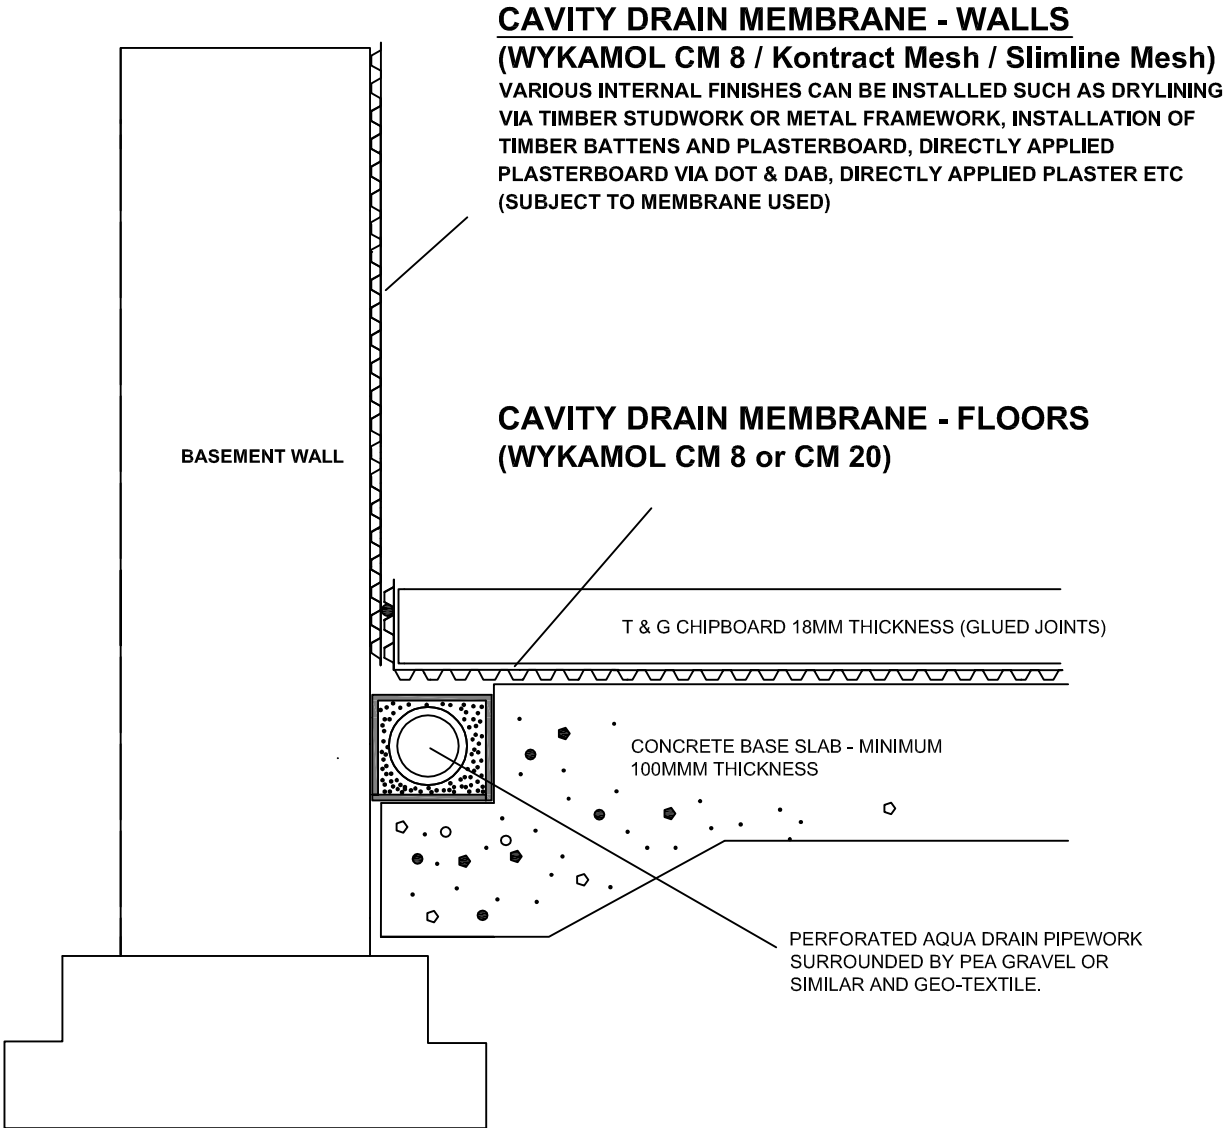 CAVITY DRAIN MEMBRANE - WALLS
(WYKAMOL CM 8 / Kontract Mesh / Slimline Mesh)
VARIOUS INTERNAL FINISHES CAN BE INSTALLED SUCH AS DRYLINING
VIA TIMBER STUDWORK OR METAL FRAMEWORK, INSTALLATION OF
TIMBER BATTENS AND PLASTERBOARD, DIRECTLY APPLIED
PLASTERBOARD VIA DOT & DAB, DIRECTLY APPLIED PLASTER ETC
(SUBJECT TO MEMBRANE USED)
CAVITY DRAIN MEMBRANE - FLOORS
(WYKAMOL CM 8 or CM 20)
BASEMENT WALL
T & G CHIPBOARD 18MM THICKNESS (GLUED JOINTS)
CONCRETE BASE SLAB - MINIMUM
100MMM THICKNESS
PERFORATED AQUA DRAIN PIPEWORK
SURROUNDED BY PEA GRAVEL OR
SIMILAR AND GEO-TEXTILE.